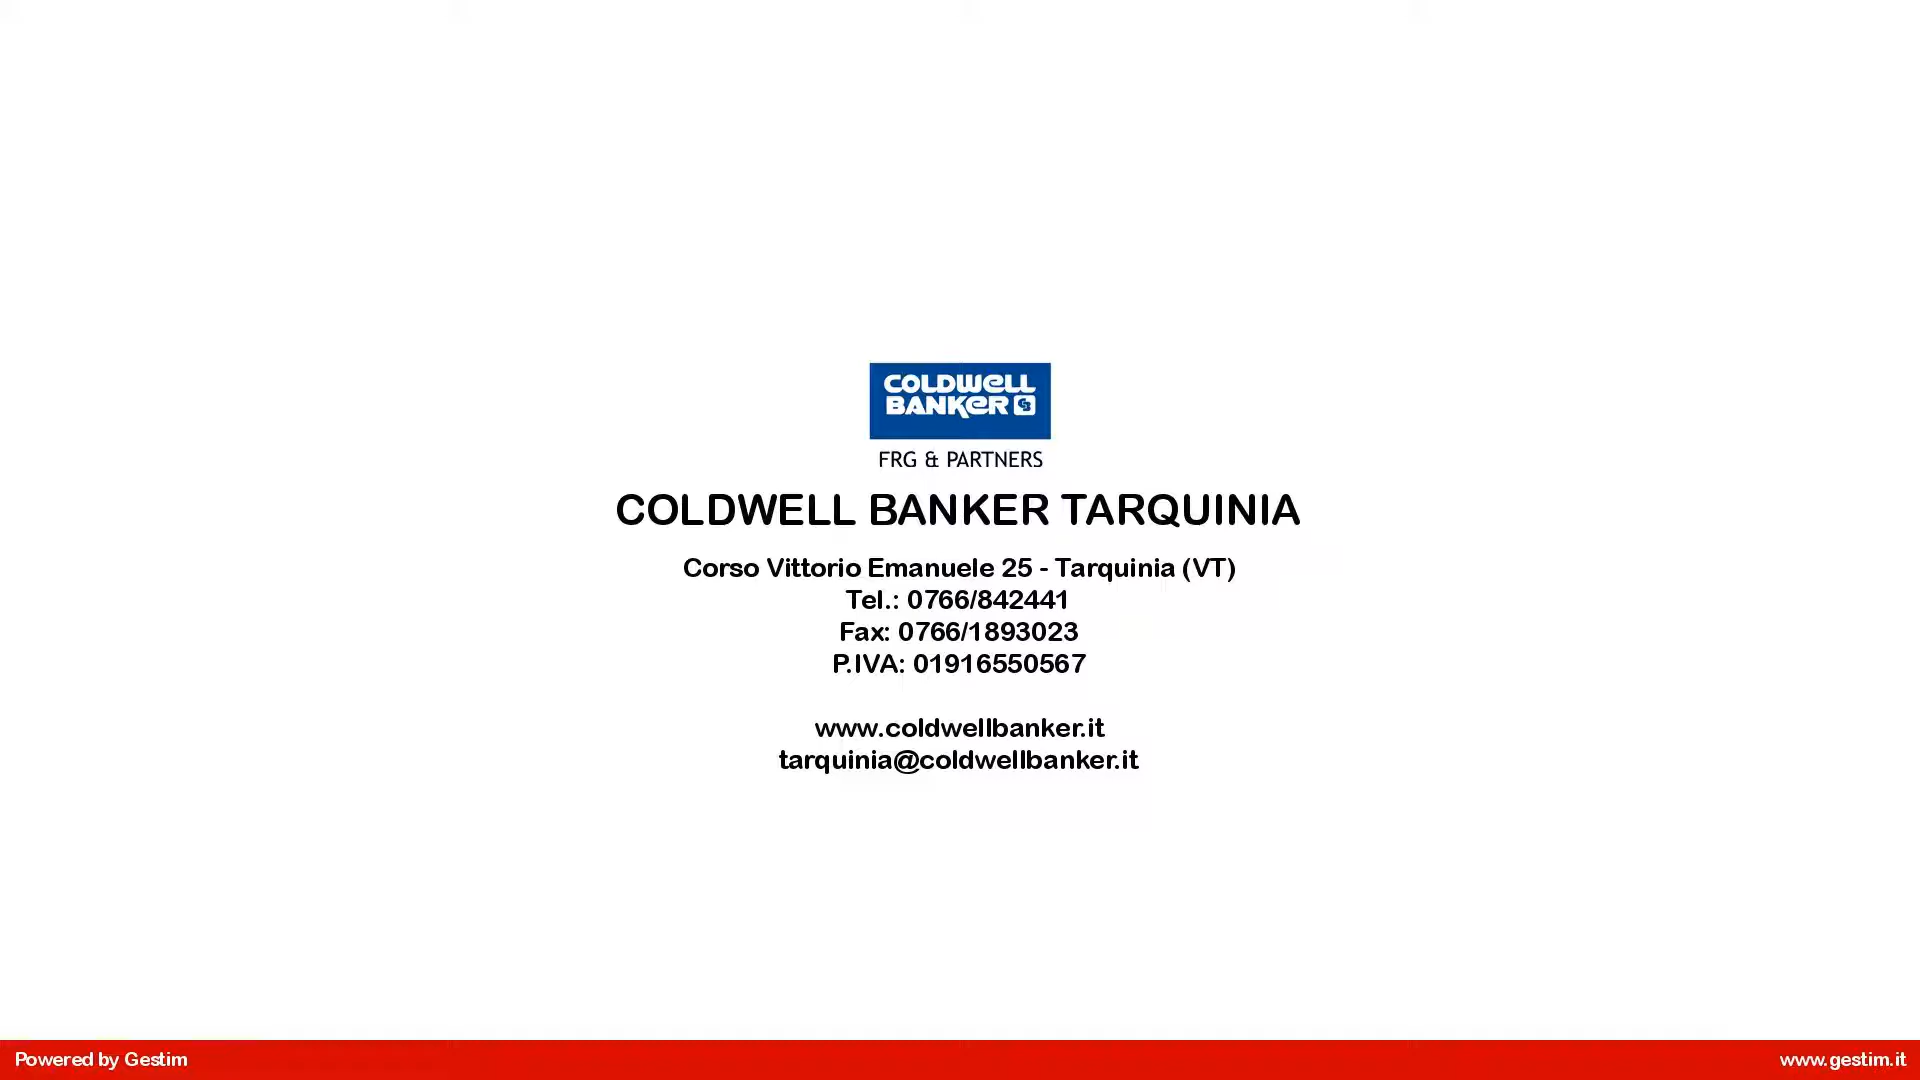 COLDWELL
BANKER CB
FRG & PARTNERS
COLDWELL BANKER TARQUINIA
Corso Vittorio Emanuele 25 - Tarquinia (VT)
Tel.: 0766/842441
Fax: 0766/1893023
P.IVA: 01916550567
www.coldwellbanker.it
tarquinia@coldwellbanker.it
Powered by Gestim
www.gestim.it